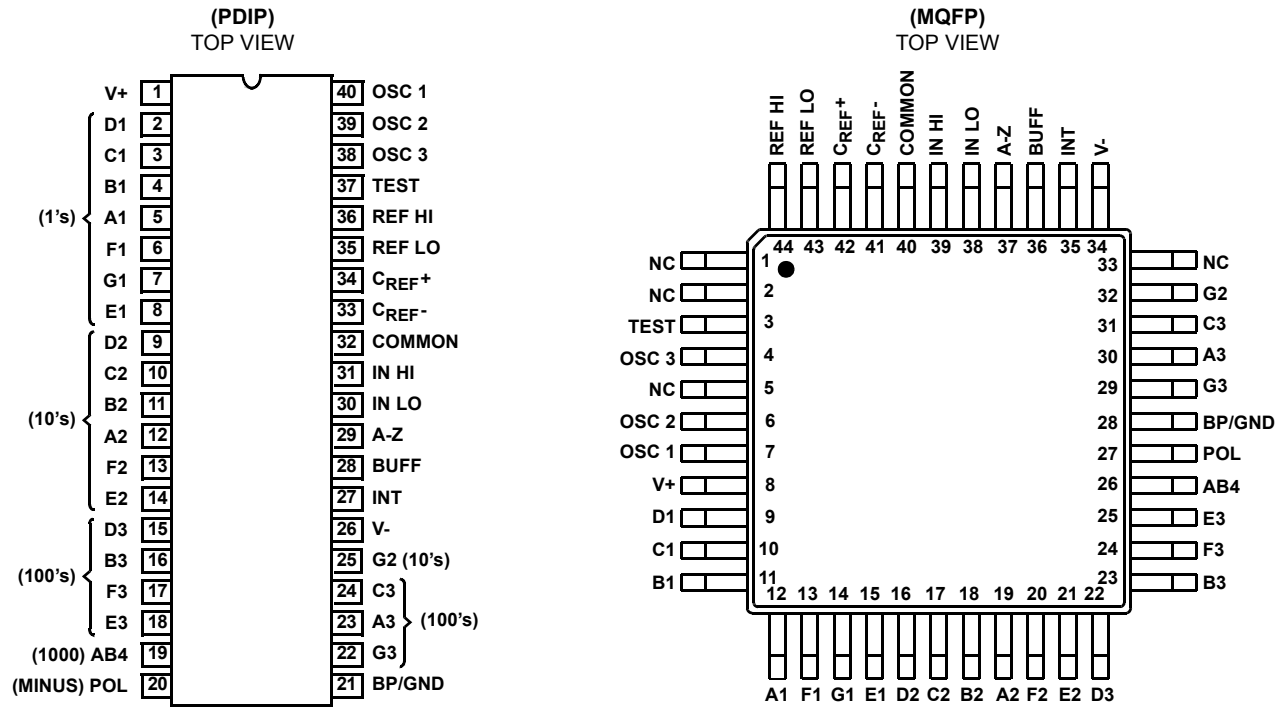 (PDIP)
TOP VIEW
V+ 1
D1 2
C1 3
B1 4
(1's) A1 5
F1 6
G1 7
E1 8
D2 9
C2 10
B2 11
(10's)
A2 12
F2 13
E2 14
D3 15
B3 16
(100's)
F3 17
E3 18
(1000) AB4 19
(MINUS) POL 20
40 OSC 1
39 OSC 2
38 OSC 3
37 TEST
36 REF HI
35 REF LO
34 CREF+
33 CREF-
32 COMMON
31 IN HI
30 IN LO
29 A-Z
28 BUFF
27 INT
26 V-
25 G2 (10's)
24 C3
23 A3 (100's)
22 G3
21 BP/GND
(MQFP)
TOP VIEW
REF HI
REF LO
CREF+
CREF-
COMMON
IN HI
IN LO
A-Z
BUFF
INT
V-
44 43 42 41 40 39 38 37 36 35 34
NC 1
NC 2
TEST 3
OSC 3 4
NC 5
OSC 2 6
OSC 1 7
V+ 8
D1 9
C1 10
B1 11
33 NC
32 G2
31 C3
30 A3
29 G3
28 BP/GND
27 POL
26 AB4
25 E3
24 F3
23 B3
12 13 14 15 16 17 18 19 20 21 22
A1 F1 G1 E1 D2 C2 B2 A2 F2 E2 D3